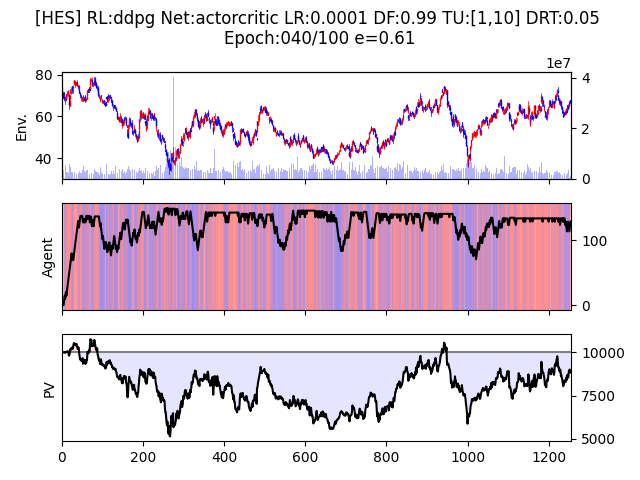 [HES] RL:ddpg Net:actorcritic LR:0.0001 DF:0.99 TU:[1,10] DRT:0.05
Epoch:040/100 e=0.61
1e7
80
60
40
Env.
4
2
0
Agent
100
0
PV
10000
7500
5000
0 200 400 600 800 1000 1200